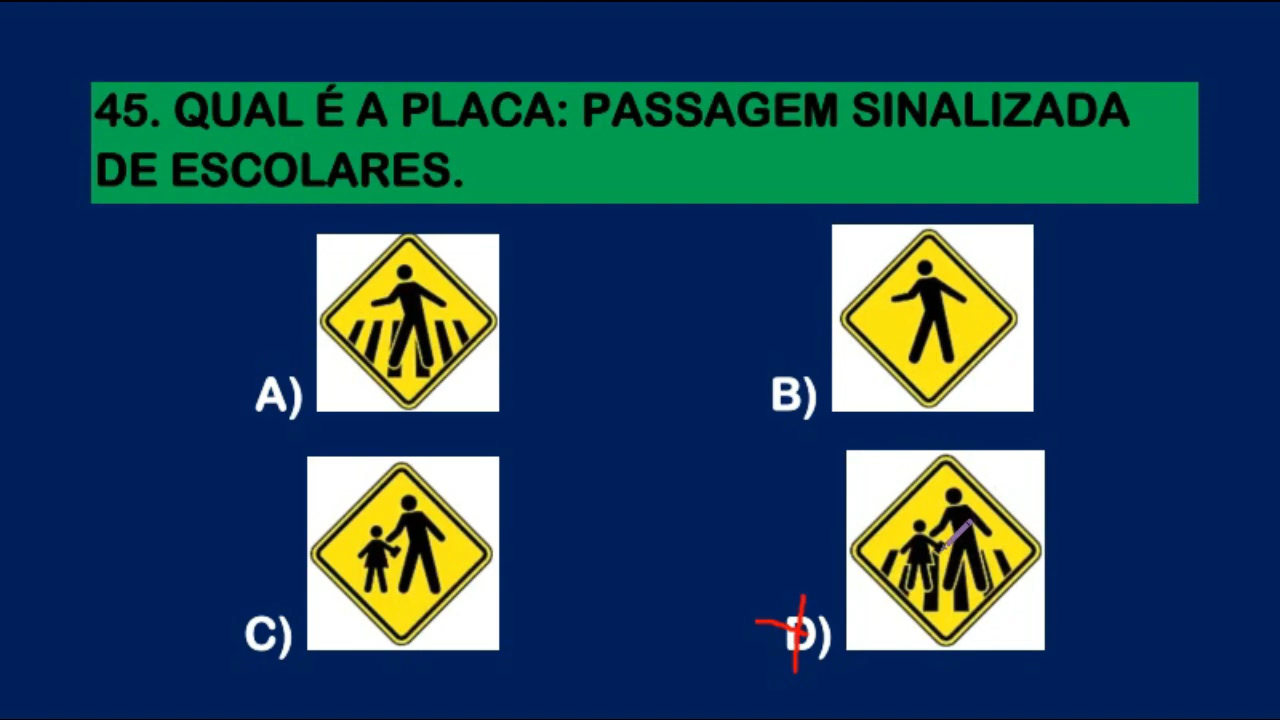 45. QUAL É A PLACA: PASSAGEM SINALIZADA
DE ESCOLARES.
A)
B)
C)
D)